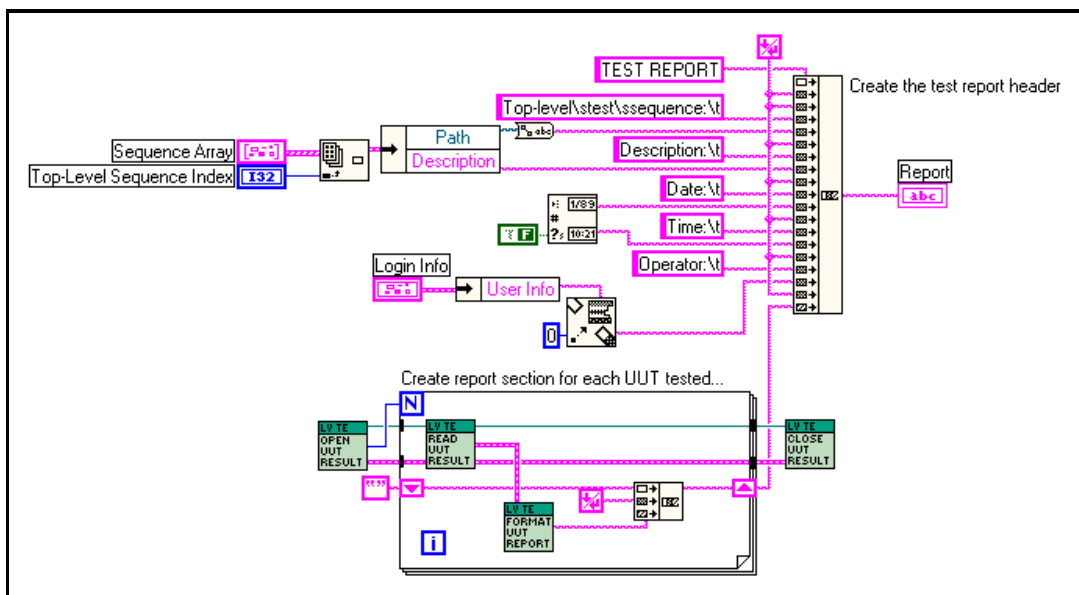 TEST REPORT
Create the test report header
Top-level\stest\ssequence:\t
Path
abc
Sequence Array
Description
Description:\t
Top-Level Sequence Index
I32
Report
abc
Date:\t
1/89
#
Time:\t
F
?
10:21
Login Info
Operator:\t
User Info
0
Create report section for each UUT tested...
N
LV TE
OPEN
UUT
RESULT
LV TE
READ
UUT
RESULT
LV TE
CLOSE
UUT
RESULT
LV TE
FORMAT
UUT
REPORT
i